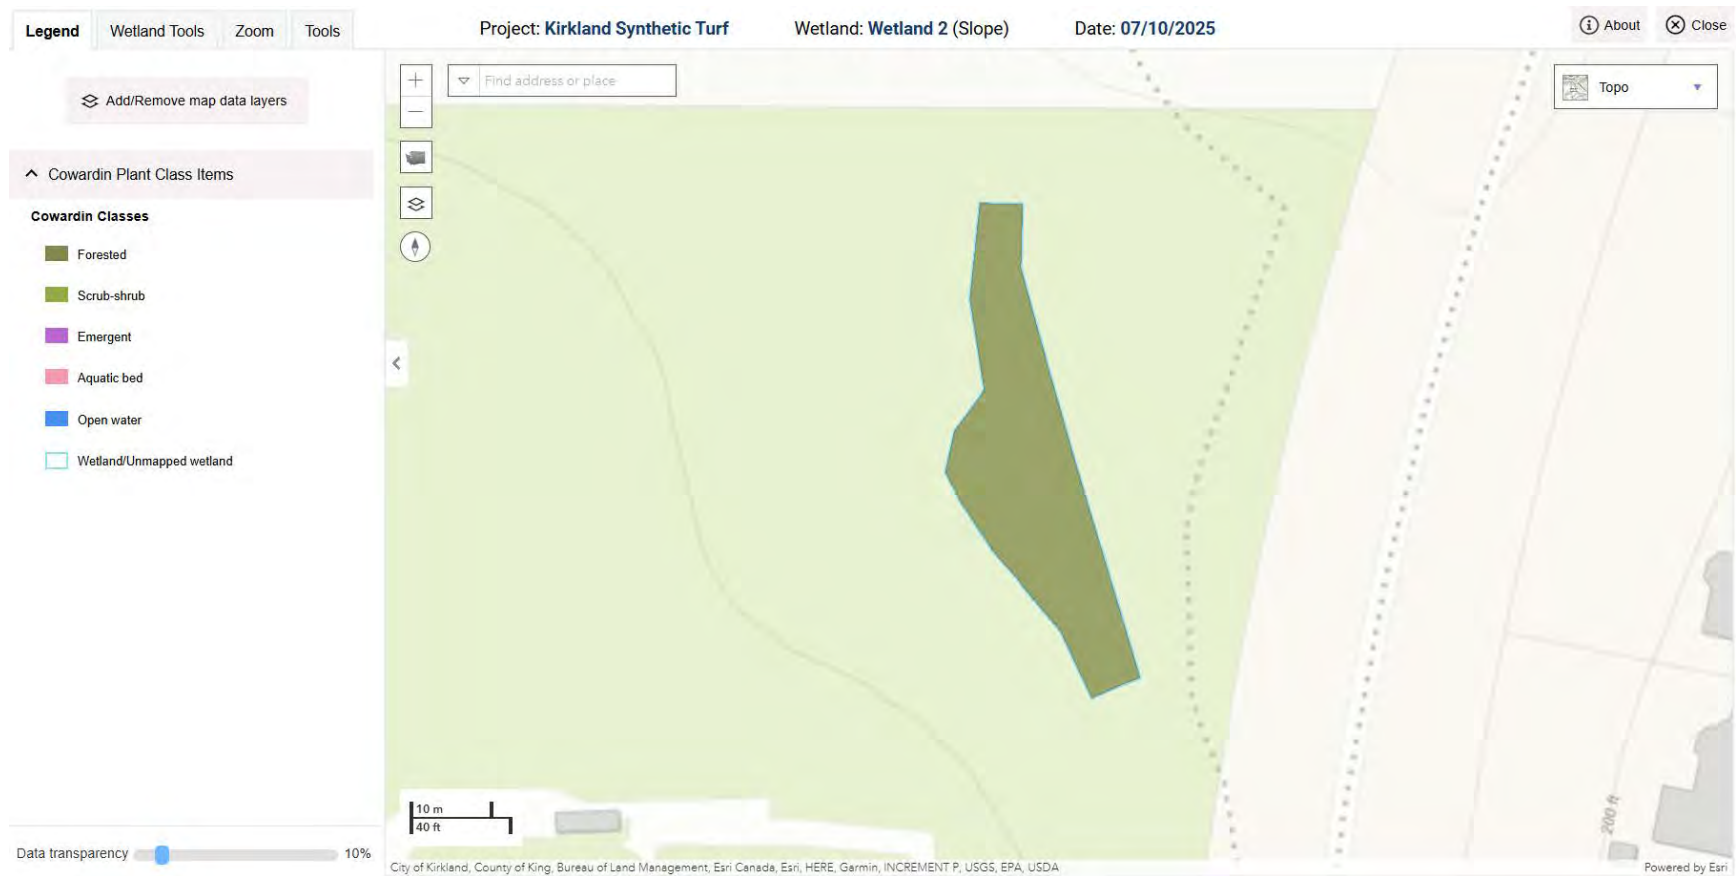 Legend Wetland Tools Zoom Tools
Project: Kirkland Synthetic Turf Wetland: Wetland 2 (Slope) Date: 07/10/2025
About Close
Add/Remove map data layers
Find address or place
Topo
Cowardin Plant Class Items
Cowardin Classes
Forested
Scrub-shrub
Emergent
Aquatic bed
Open water
Wetland/Unmapped wetland
200 ft
10 m
40 ft
Data transparency 10%
City of Kirkland, County of King, Bureau of Land Management, Esri Canada, Esri, HERE, Garmin, INCREMENT P, USGS, EPA, USDA
Powered by Esri